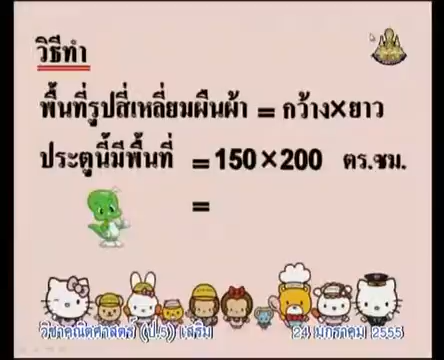 วิธีทำ
พื้นที่รูปสี่เหลี่ยมผืนผ้า = กว้าง×ยาว
ประตูนี้มีพื้นที่ = 150×200 ตร.ซม.
=
วิชาคณิตศาสตร์ (ป.5) เสริม 24 มกราคม 2555